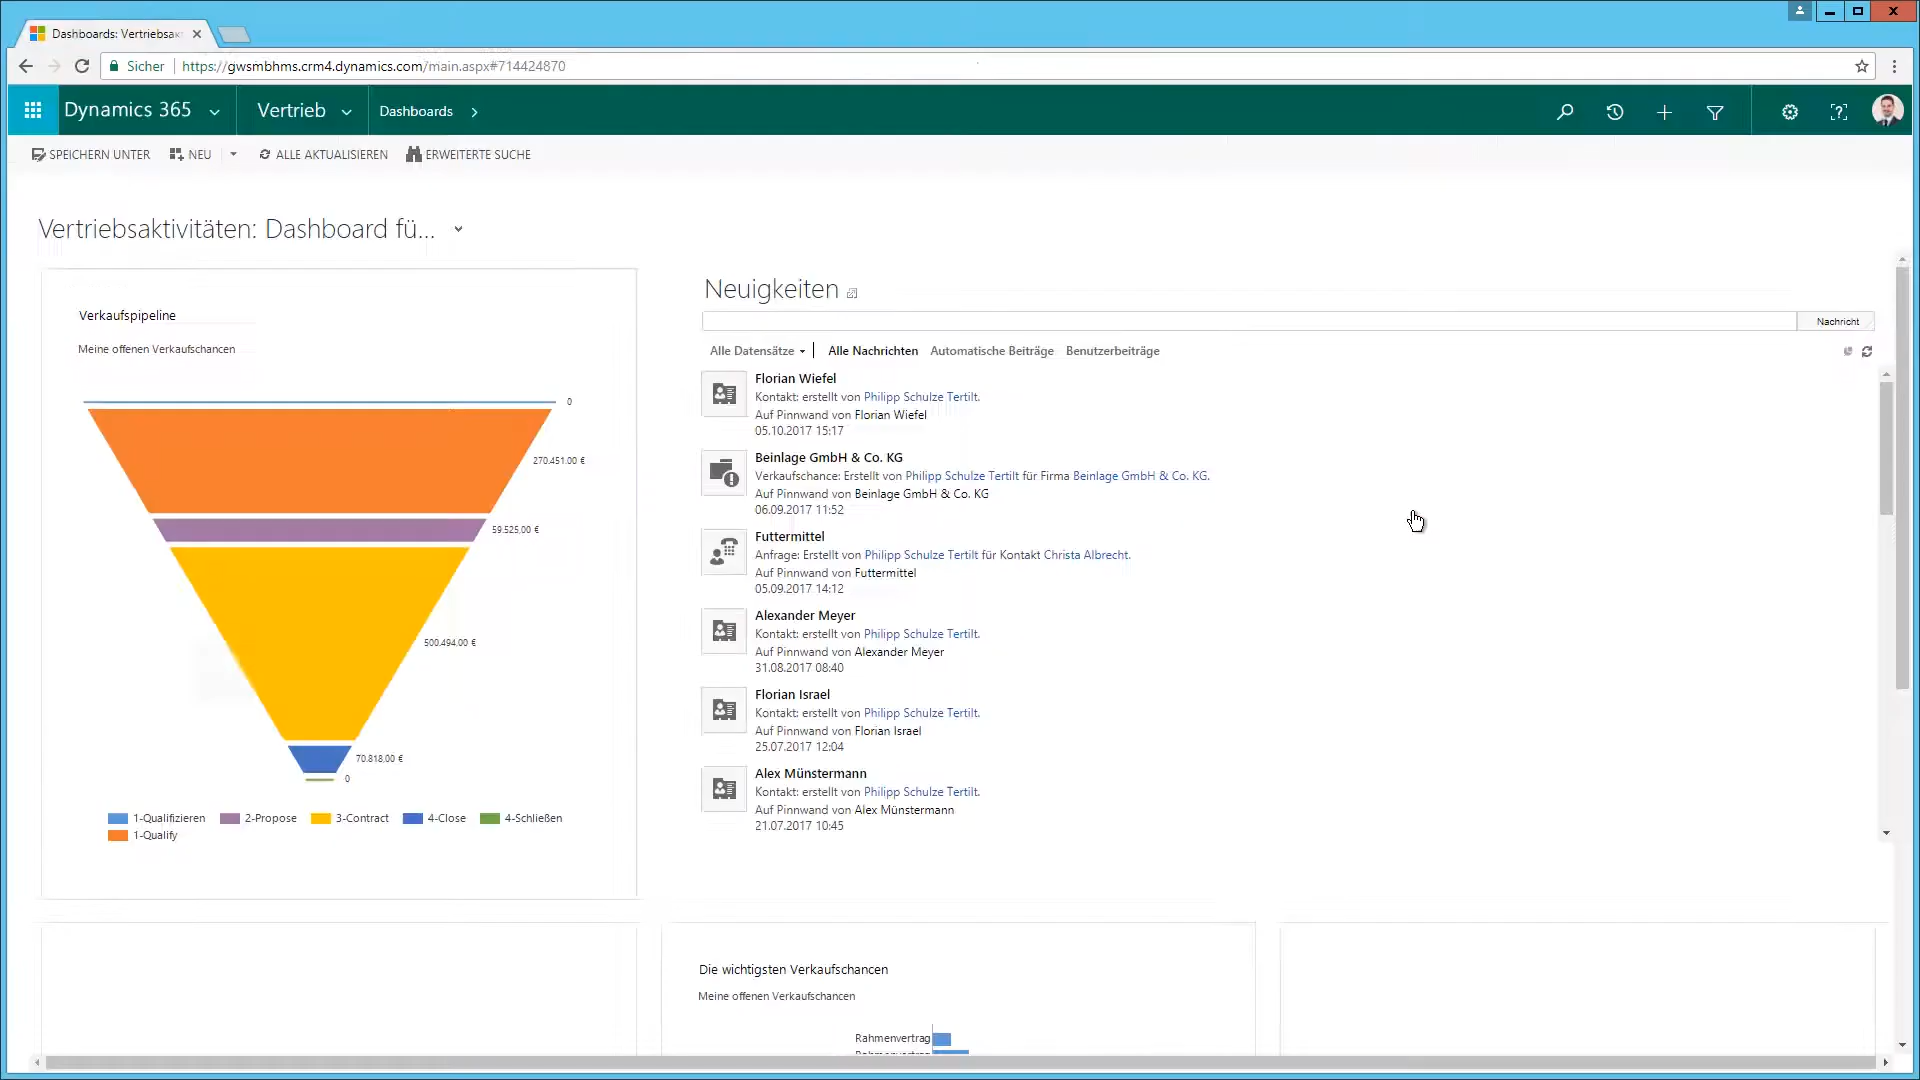 Dashboards: Vertriebsak
Sicher
https://gwsmbhms.crm4.dynamics.com/main.aspx#714424870
Dynamics 365
Vertrieb
Dashboards
SPEICHERN UNTER
NEU
ALLE AKTUALISIEREN
ERWEITERTE SUCHE
Vertriebsaktivitäten: Dashboard fü...
Verkaufspipeline
Meine offenen Verkaufschancen
0
270.451.00 €
59.525,00 €
500.494.00 €
70.818.00 €
0
1-Qualifizieren
2-Propose
3-Contract
4-Close
4-Schließen
1-Qualify
Neuigkeiten
Nachricht
Alle Datensätze
Alle Nachrichten
Automatische Beiträge
Benutzerbeiträge
Florian Wiefel
Kontakt: erstellt von Philipp Schulze Tertilt.
Auf Pinnwand von Florian Wiefel
05.10.2017 15:17
Beinlage GmbH & Co. KG
Verkaufschance: Erstellt von Philipp Schulze Tertilt für Firma Beinlage GmbH & Co. KG.
Auf Pinnwand von Beinlage GmbH & Co. KG
06.09.2017 11:52
Futtermittel
Anfrage: Erstellt von Philipp Schulze Tertilt für Kontakt Christa Albrecht.
Auf Pinnwand von Futtermittel
05.09.2017 14:12
Alexander Meyer
Kontakt: erstellt von Philipp Schulze Tertilt.
Auf Pinnwand von Alexander Meyer
31.08.2017 08:40
Florian Israel
Kontakt: erstellt von Philipp Schulze Tertilt.
Auf Pinnwand von Florian Israel
25.07.2017 12:04
Alex Münstermann
Kontakt: erstellt von Philipp Schulze Tertilt.
Auf Pinnwand von Alex Münstermann
21.07.2017 10:45
Die wichtigsten Verkaufschancen
Meine offenen Verkaufschancen
Rahmenvertrag